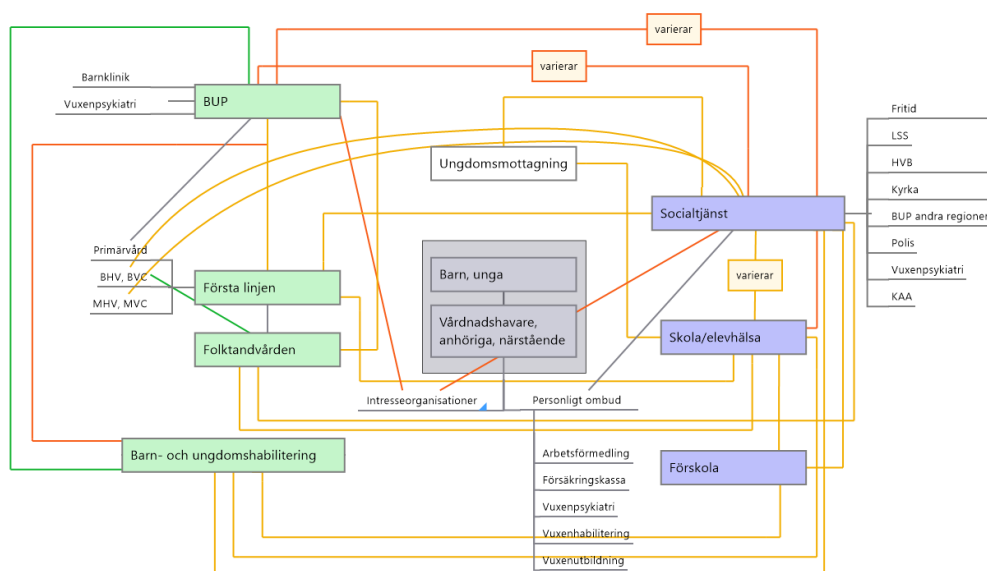 varierar
varierar
Barnklinik
BUP
Vuxenpsykiatri
Fritid
LSS
Ungdomsmottagning
HVB
Kyrka
Socialtjänst
BUP andra regioner
Polis
Primärvård
Barn, unga
varierar
Vuxenpsykiatri
BHV, BVC
Första linjen
KAA
MHV, MVC
Vårdnadshavare,
anhöriga, närstående
Skola/elevhälsa
Folktandvården
Intresseorganisationer
Personligt ombud
Barn- och ungdomshabilitering
Arbetsförmedling
Förskola
Försäkringskassa
Vuxenpsykiatri
Vuxenhabilitering
Vuxenutbildning